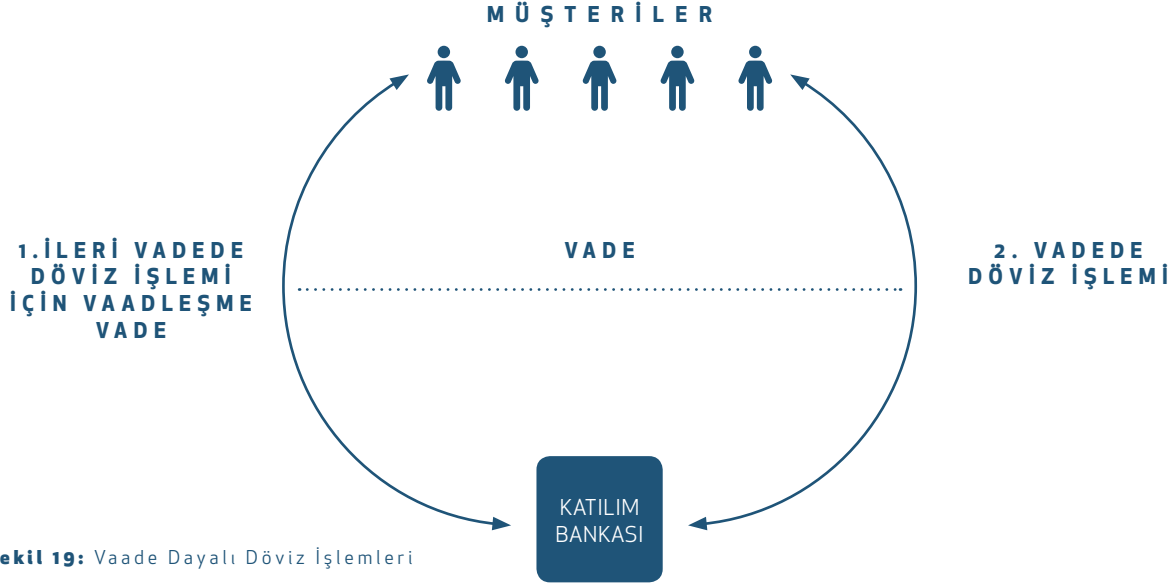 MÜŞTERİLER
1.İLERİ VADEDE
DÖVİZ İŞLEMİ
İÇİN VAADLEŞME
VADE
VADE
2. VADEDE
DÖVİZ İŞLEMİ
KATILIM
BANKASI
ekil 19: Vaade Dayalı Döviz İşlemleri